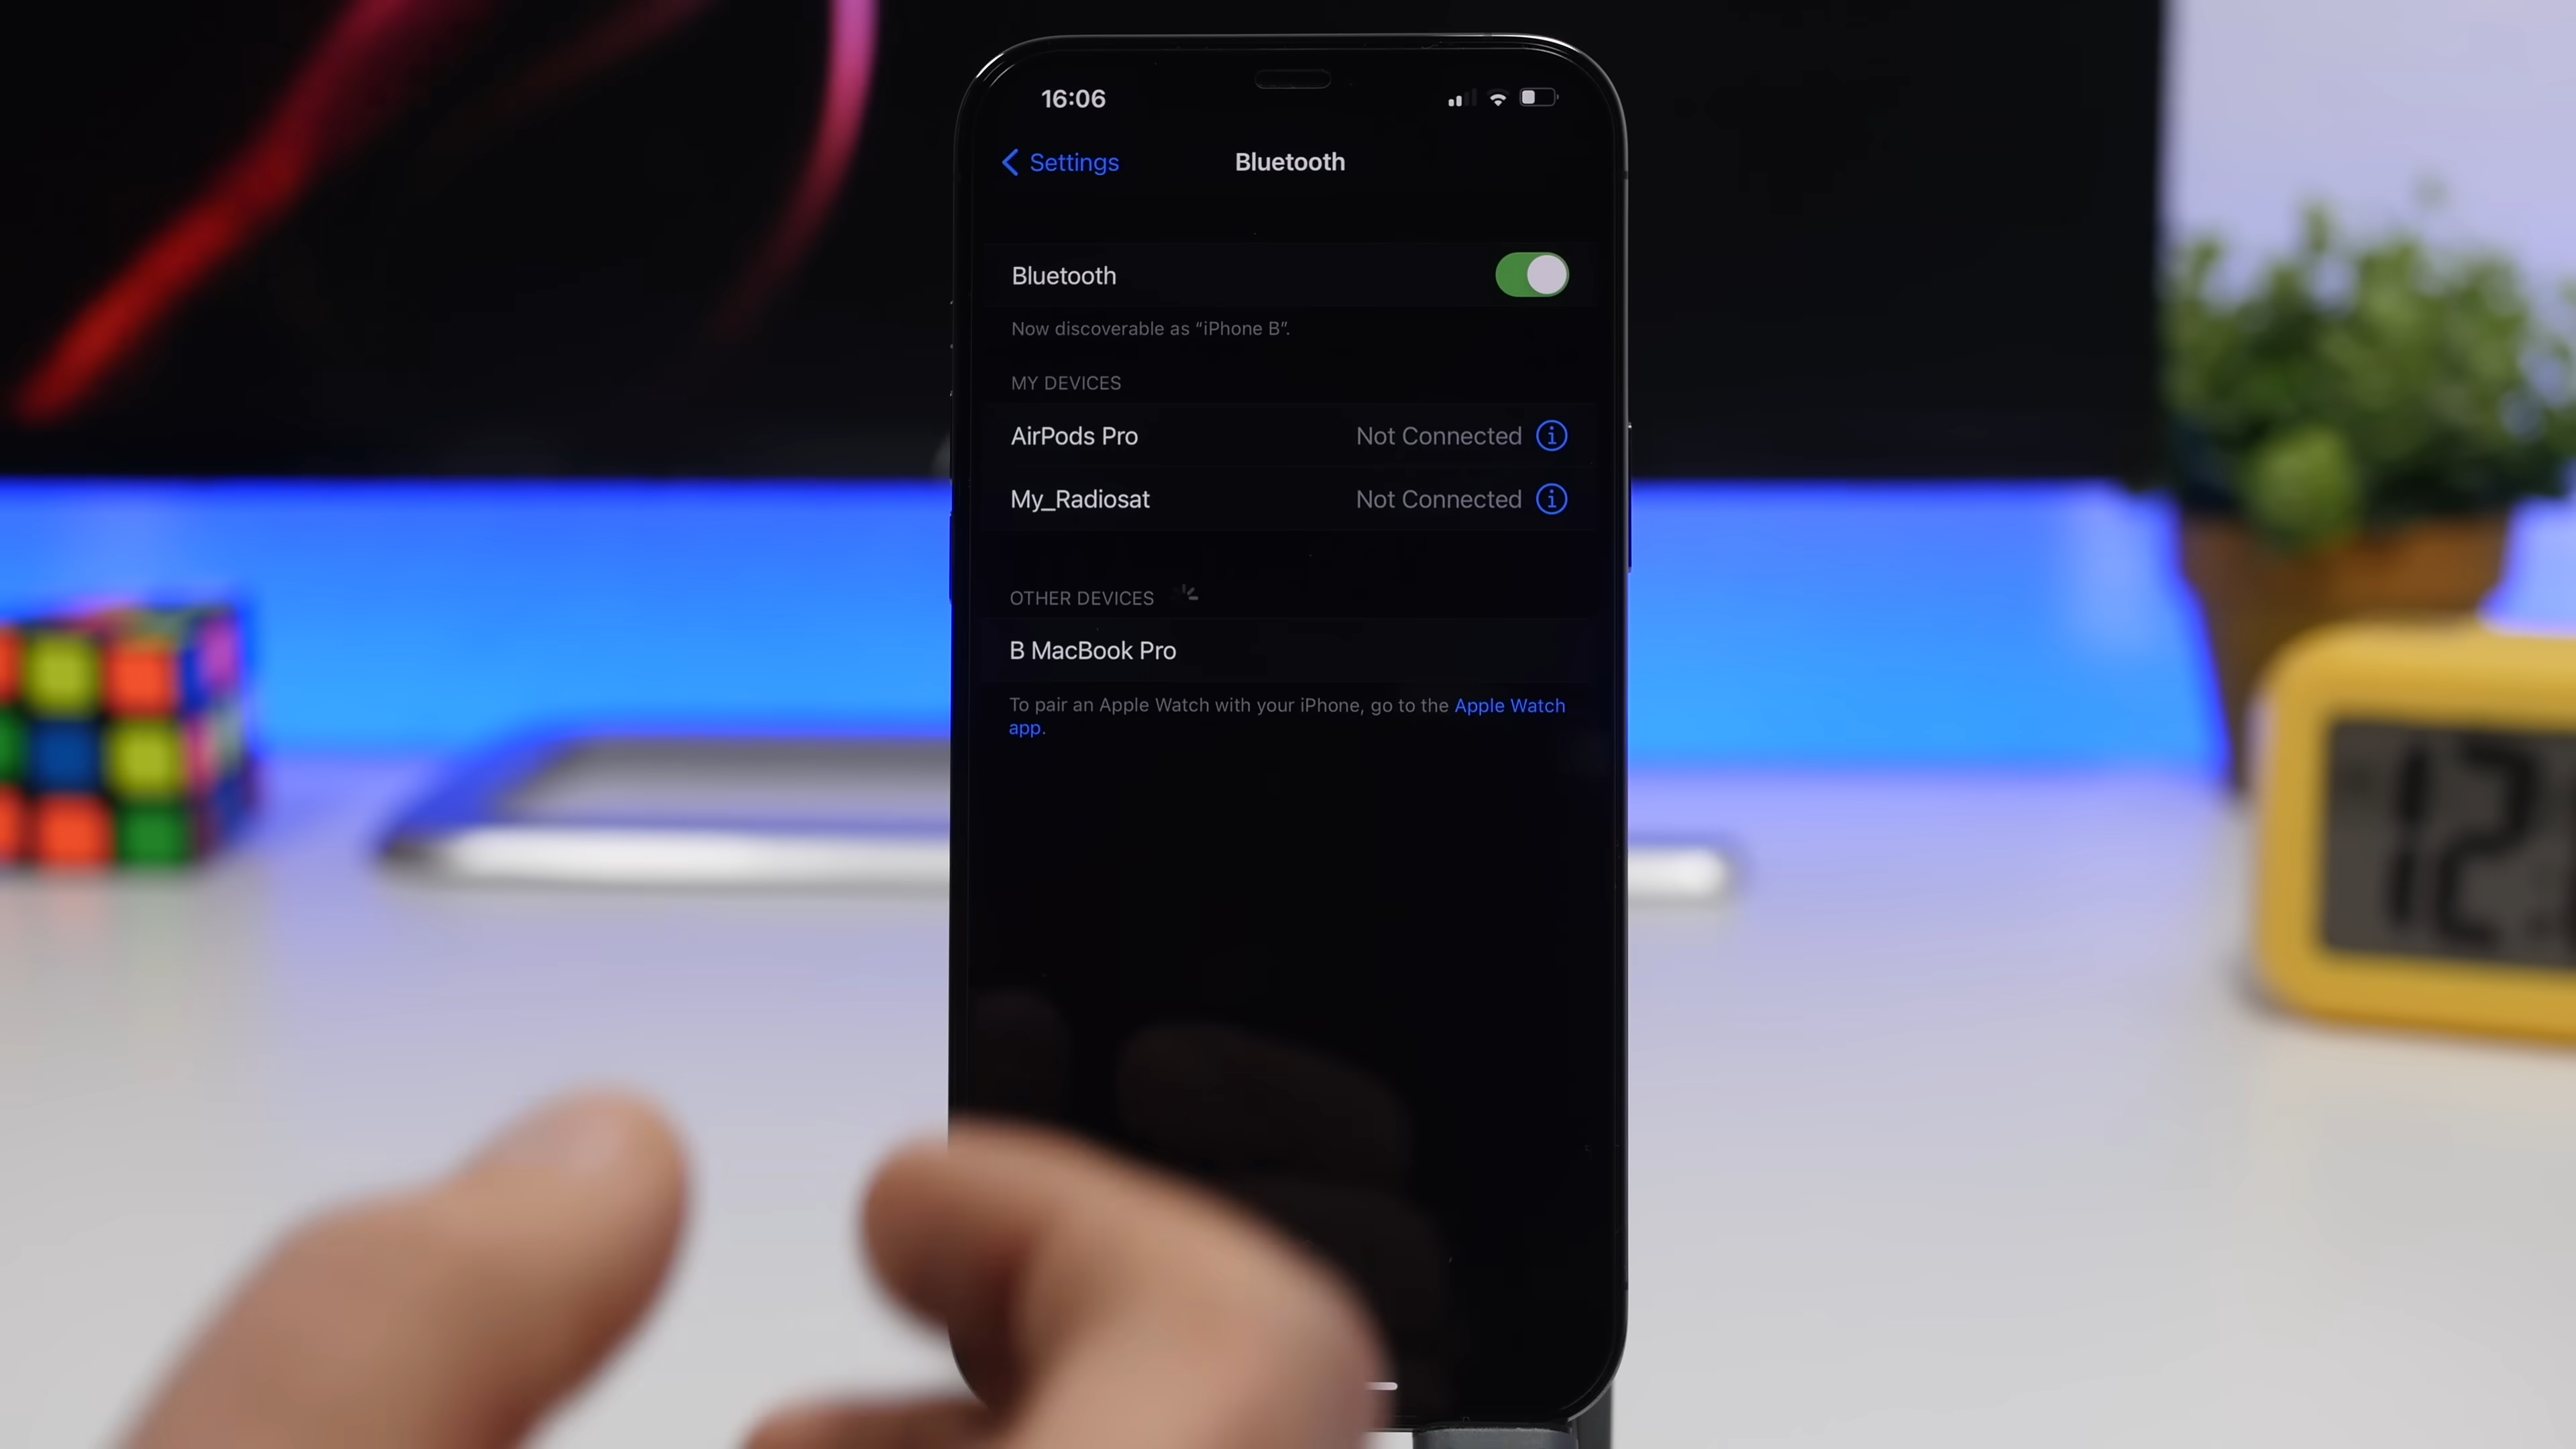 16:06
Settings
Bluetooth
Bluetooth
Now discoverable as “iPhone B”.
MY DEVICES
AirPods Pro Not Connected
My_Radiosat Not Connected
OTHER DEVICES
B MacBook Pro
To pair an Apple Watch with your iPhone, go to the Apple Watch
app.
12: